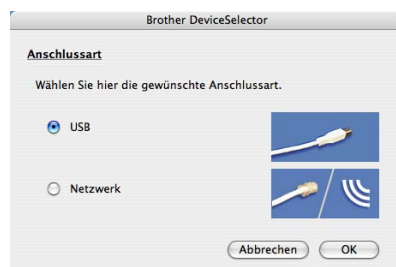 Brother DeviceSelector
Anschlussart
Wählen Sie hier die gewünschte Anschlussart.
USB
Netzwerk
Abbrechen
OK